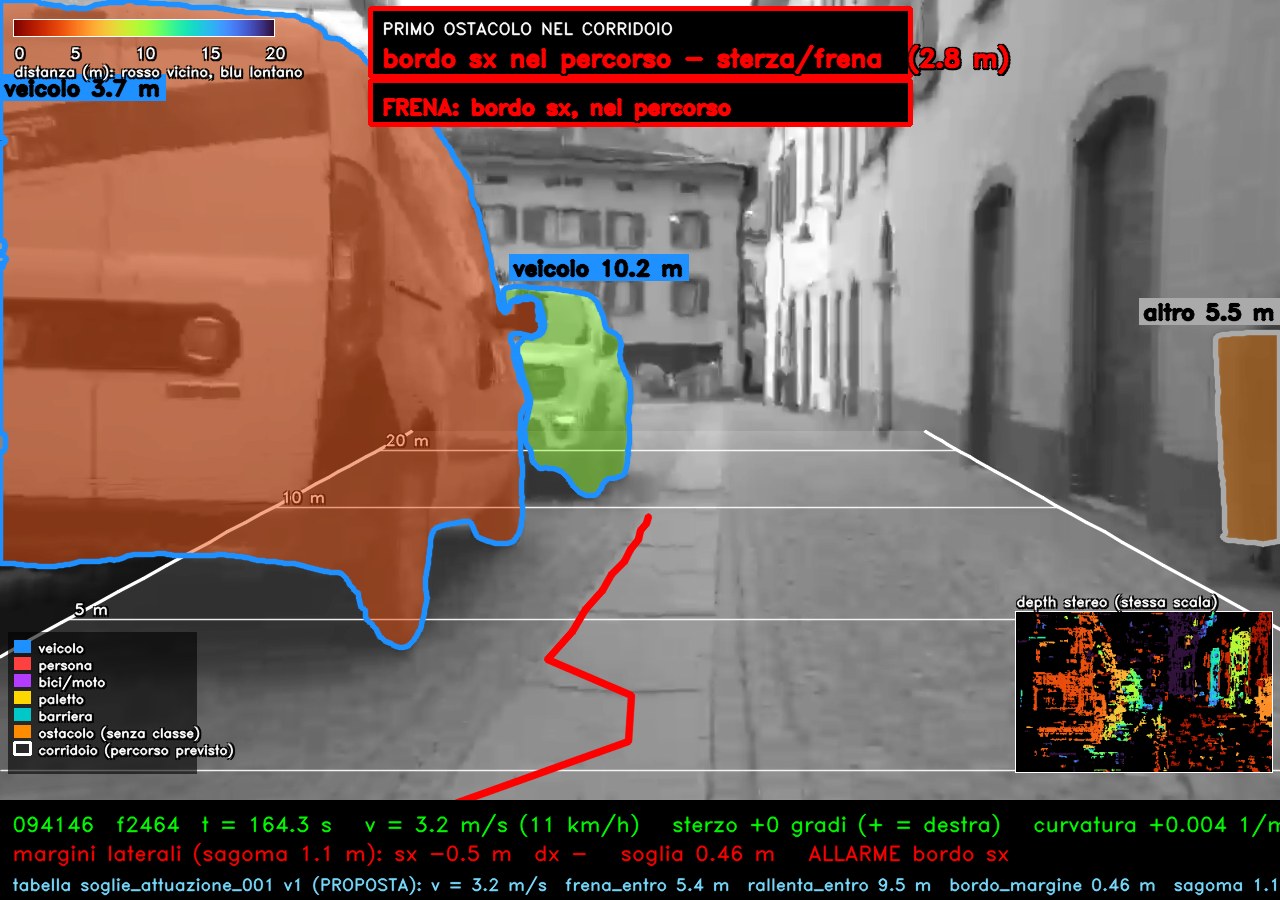 0 5 10 15 20
distanza (m): rosso vicino, blu lontano
veicolo 3.7 m
PRIMO OSTACOLO NEL CORRIDOIO
bordo sx nel percorso - sterza/frena (2.8 m)
FRENA: bordo sx, nel percorso
veicolo 10.2 m
altro 5.5 m
20 m
10 m
5 m
veicolo
persona
bici/moto
paletto
barriera
ostacolo (senza classe)
corridoio (percorso previsto)
depth stereo (stessa scala)
094146 f2464 t = 164.3 s v = 3.2 m/s (11 km/h) sterzo +0 gradi (+ = destra) curvatura +0.004 1/m
margini laterali (sagoma 1.1 m): sx -0.5 m dx - soglia 0.46 m ALLARME bordo sx
tabella soglie_attuazione_001 v1 (PROPOSTA): v = 3.2 m/s frena_entro 5.4 m rallenta_entro 9.5 m bordo_margine 0.46 m sagoma 1.1